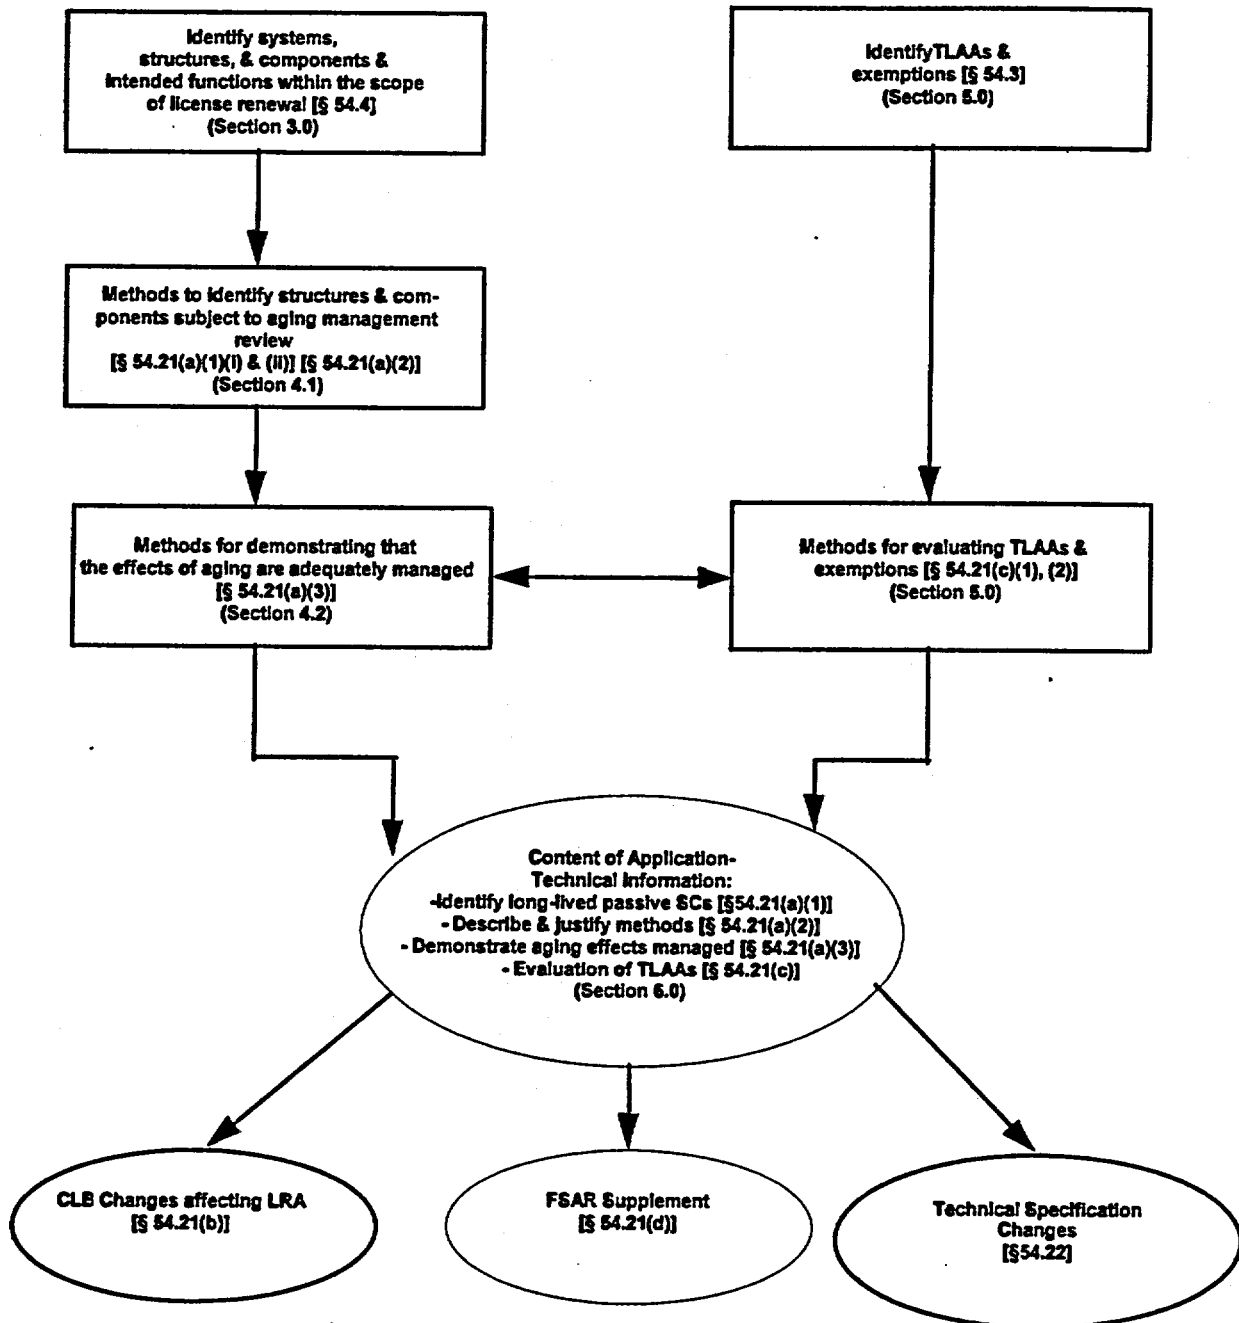 Identify systems,
structures, & components &
intended functions within the scope
of license renewal [§ 54.4]
(Section 3.0)
IdentifyTLAAs &
exemptions [§ 54.3]
(Section 5.0)
Methods to identify structures & com-
ponents subject to aging management
review
[§ 54.21(a)(1)(i) & (ii)] [§ 54.21(a)(2)]
(Section 4.1)
Methods for demonstrating that
the effects of aging are adequately managed
[§ 54.21(a)(3)]
(Section 4.2)
Methods for evaluating TLAAs &
exemptions [§ 54.21(c)(1), (2)]
(Section 5.0)
Content of Application-
Technical Information:
-Identify long-lived passive SCs [§54.21(a)(1)]
- Describe & justify methods [§ 54.21(a)(2)]
- Demonstrate aging effects managed [§ 54.21(a)(3)]
- Evaluation of TLAAs [§ 54.21(c)]
(Section 6.0)
CLB Changes affecting LRA
[§ 54.21(b)]
FSAR Supplement
[§ 54.21(d)]
Technical Specification
Changes
[§54.22]